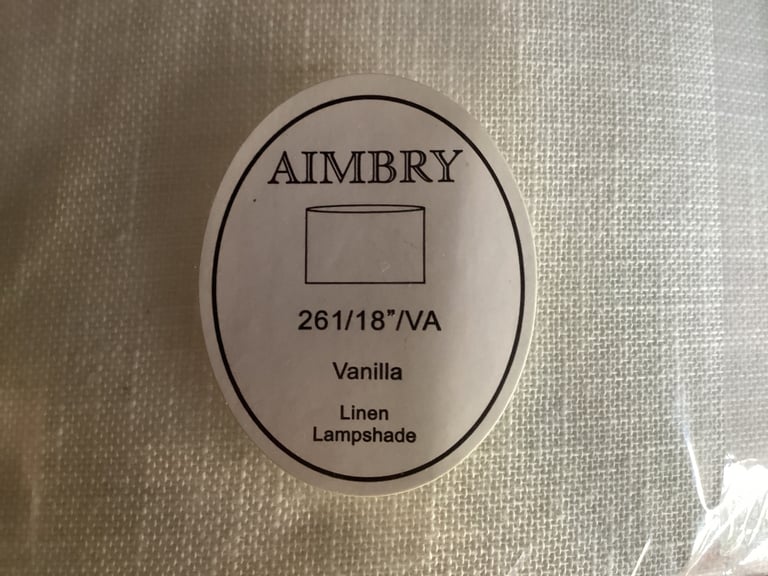 AIMBRY
261/18”/VA
Vanilla
Linen
Lampshade